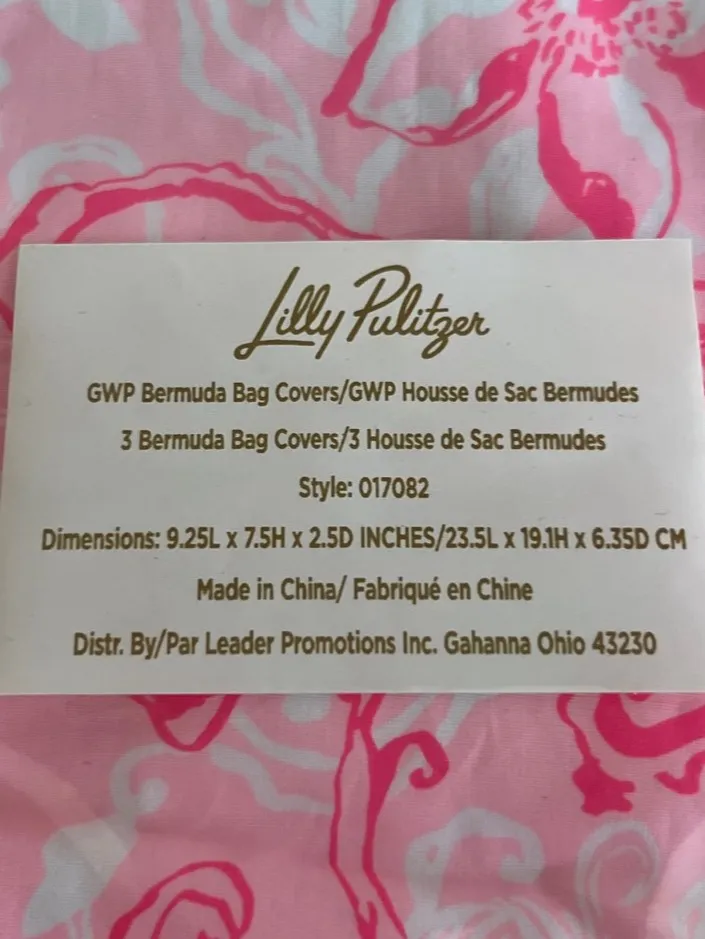 Lilly Pulitzer
GWP Bermuda Bag Covers/GWP Housse de Sac Bermudes
3 Bermuda Bag Covers/3 Housse de Sac Bermudes
Style: 017082
Dimensions: 9.25L x 7.5H x 2.5D INCHES/23.5L x 19.1H x 6.35D CM
Made in China/ Fabriqué en Chine
Distr. By/Par Leader Promotions Inc. Gahanna Ohio 43230